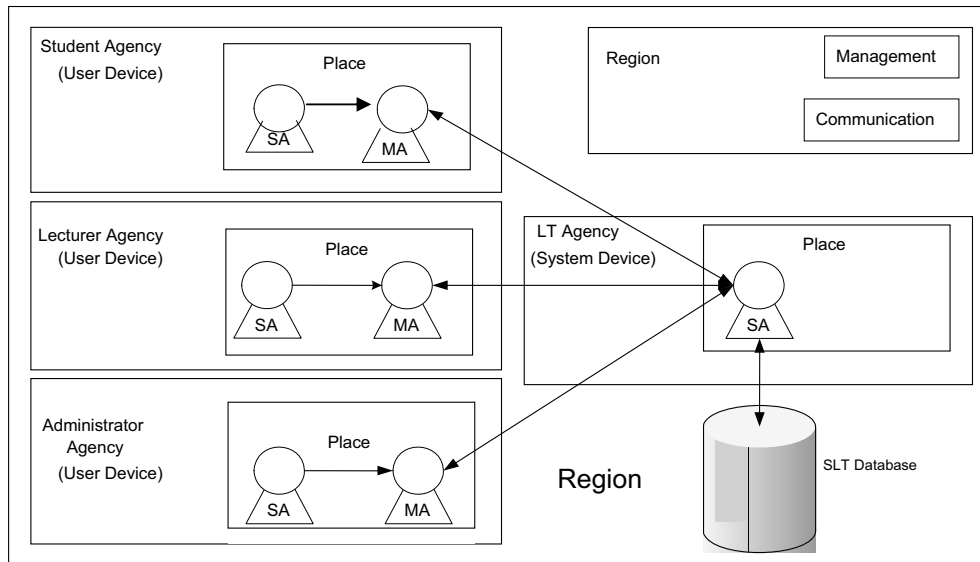 Student Agency
(User Device)
Place
SA
MA
Region
Management
Communication
Lecturer Agency
(User Device)
Place
SA
MA
LT Agency
(System Device)
Place
SA
Administrator
Agency
(User Device)
Place
SA
MA
Region
SLT Database